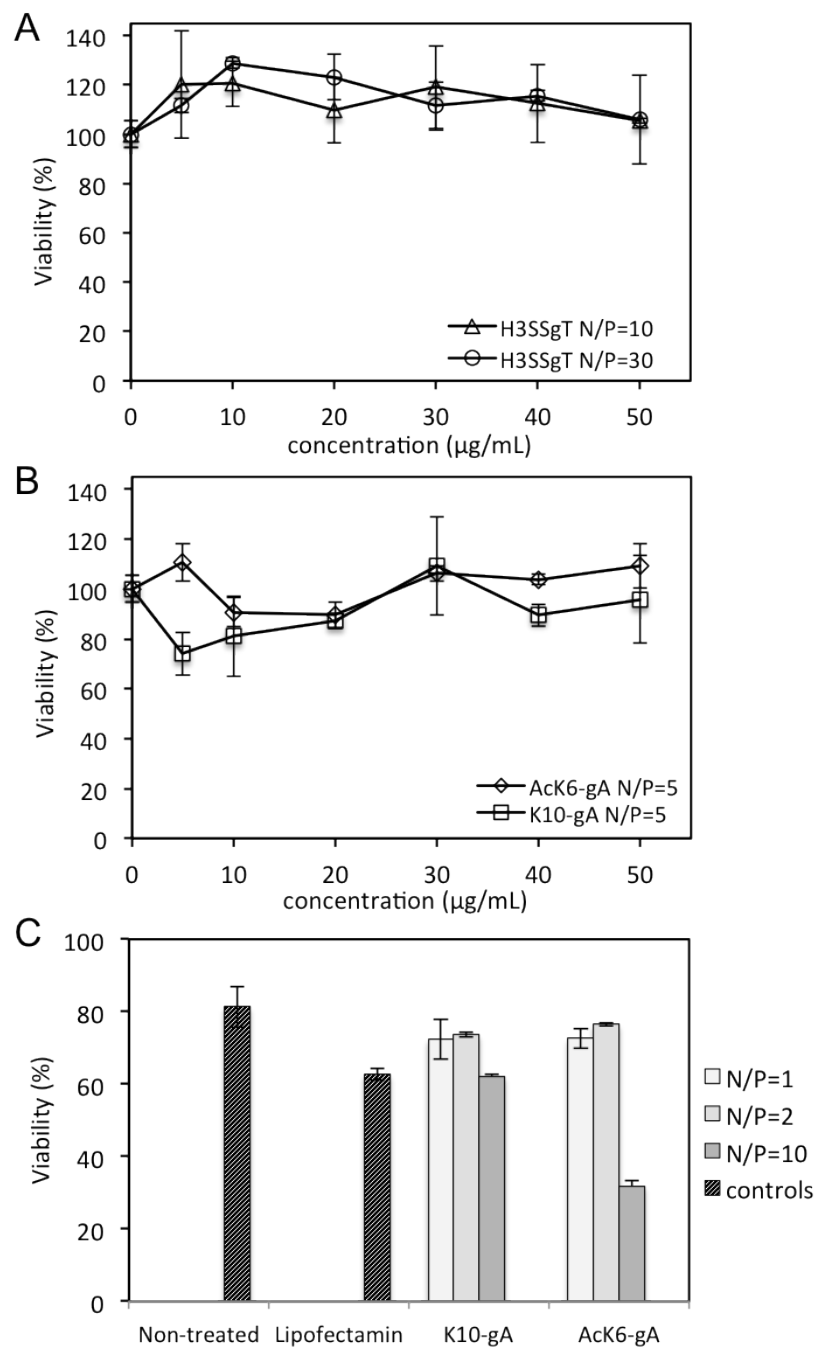 A
140
120
100
80
60
40
20
0
Viability (%)
H3SSgT N/P=10
H3SSgT N/P=30
0 10 20 30 40 50
concentration (µg/mL)
B
140
120
100
80
60
40
20
0
Viability (%)
AcK6-gA N/P=5
K10-gA N/P=5
0 10 20 30 40 50
concentration (µg/mL)
C
100
80
60
40
20
0
Viability (%)
N/P=1
N/P=2
N/P=10
controls
Non-treated Lipofectamin K10-gA AcK6-gA